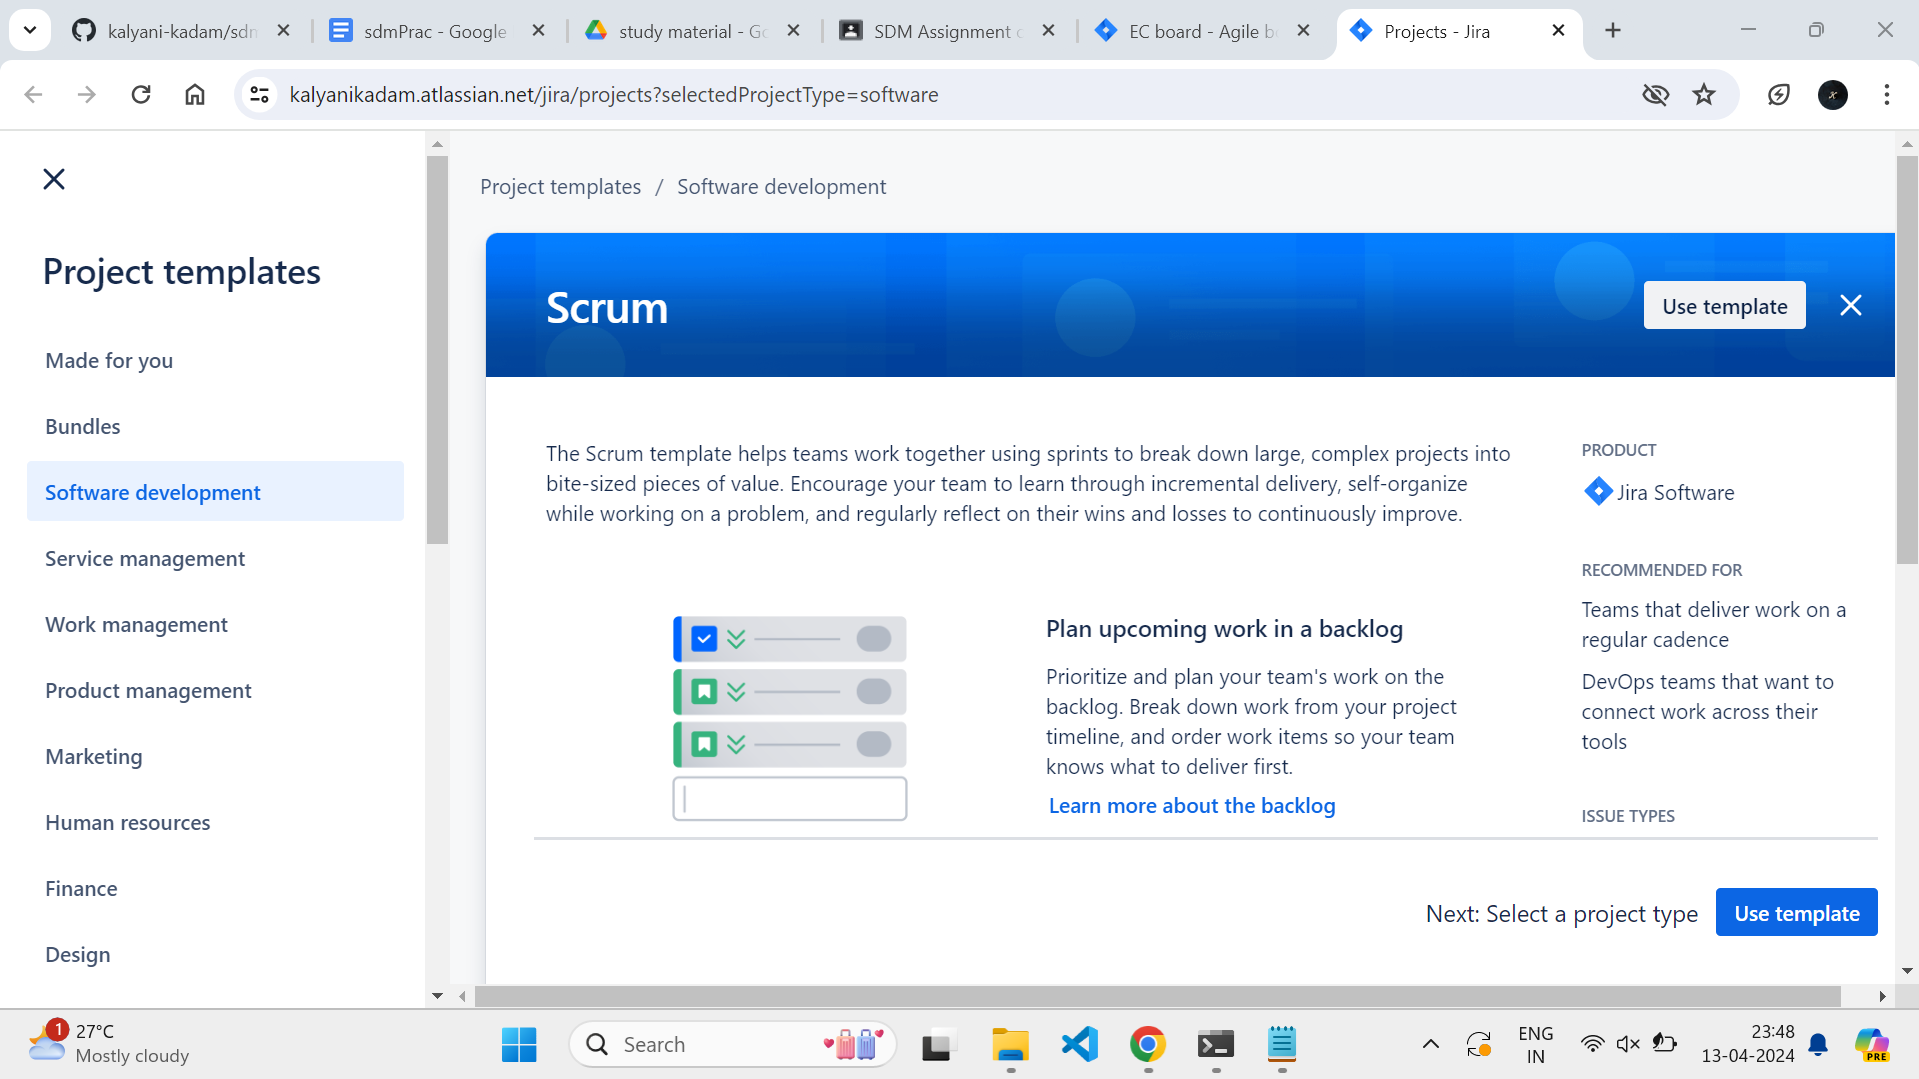 kalyani-kadam/sdm
sdmPrac - Google
study material - Go
SDM Assignment
EC board - Agile b
Projects - Jira
kalyanikadam.atlassian.net/jira/projects?selectedProjectType=software
Project templates
Made for you
Bundles
Software development
Service management
Work management
Product management
Marketing
Human resources
Finance
Design
Project templates / Software development
Scrum
Use template
The Scrum template helps teams work together using sprints to break down large, complex projects into
bite-sized pieces of value. Encourage your team to learn through incremental delivery, self-organize
while working on a problem, and regularly reflect on their wins and losses to continuously improve.
Plan upcoming work in a backlog
Prioritize and plan your team's work on the
backlog. Break down work from your project
timeline, and order work items so your team
knows what to deliver first.
Learn more about the backlog
PRODUCT
Jira Software
RECOMMENDED FOR
Teams that deliver work on a
regular cadence
DevOps teams that want to
connect work across their
tools
ISSUE TYPES
Next: Select a project type
Use template
1
27°C
Mostly cloudy
Search
ENG
IN
23:48
13-04-2024
PRE